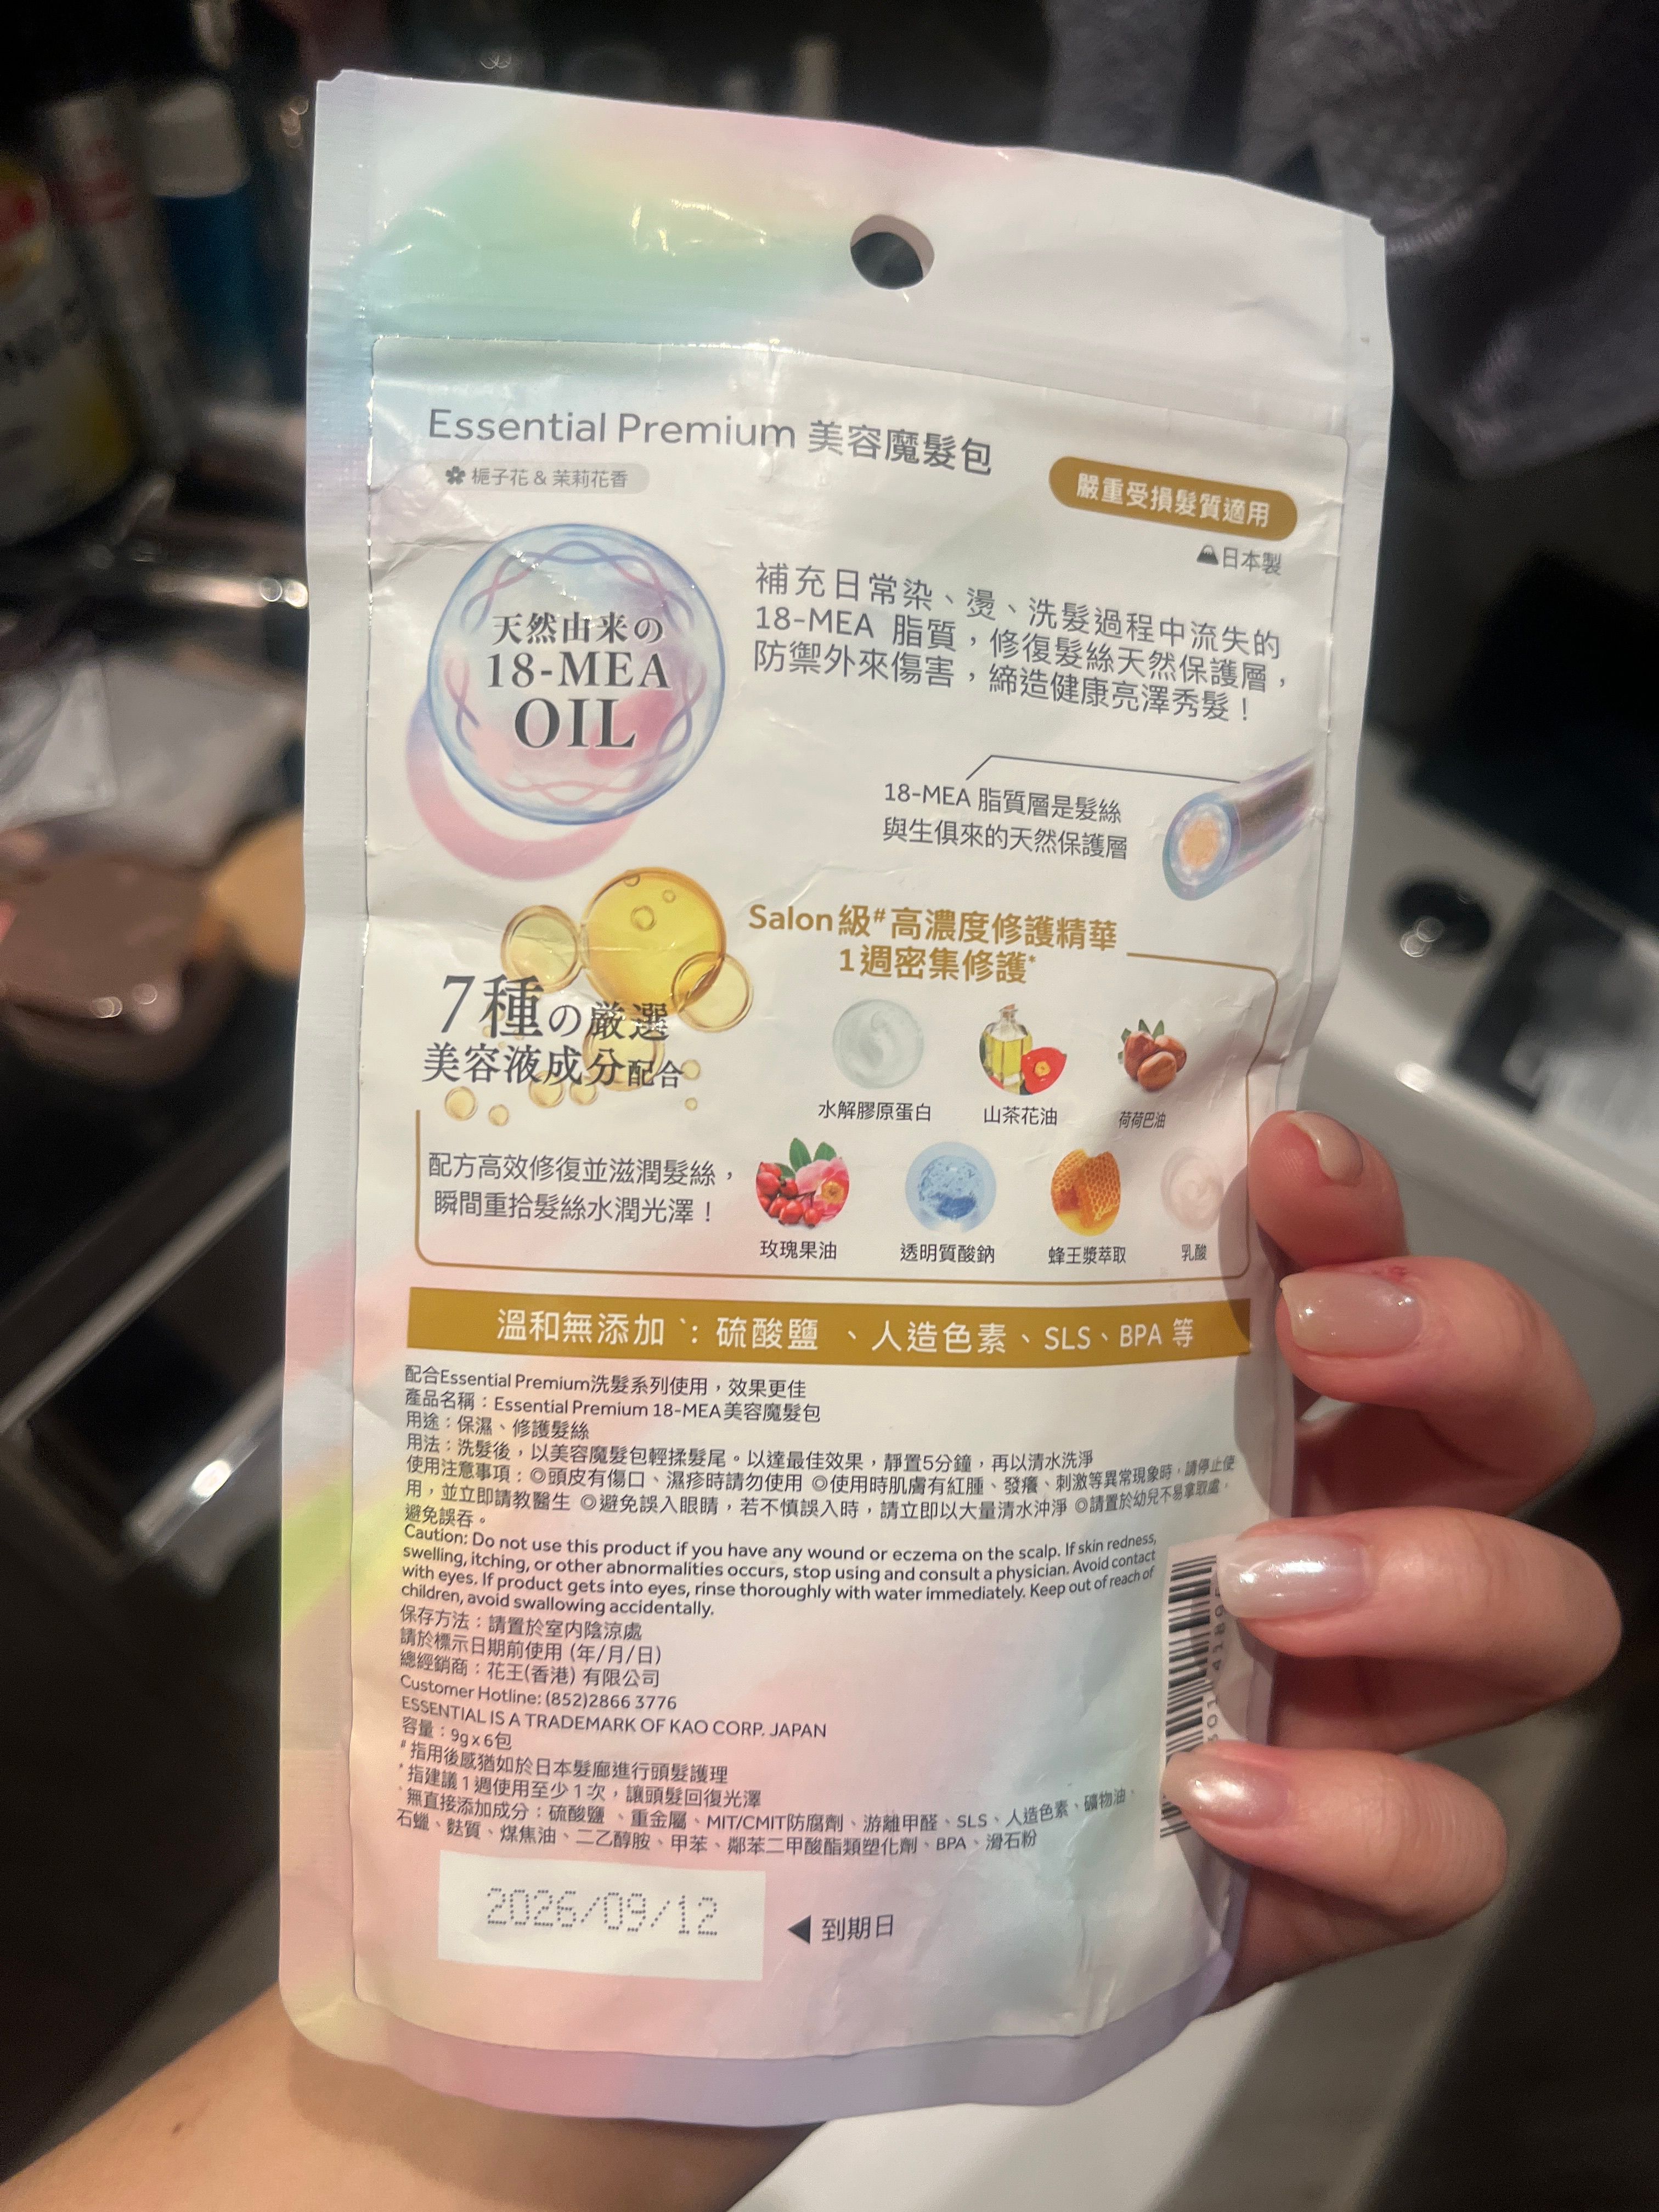 Essential Premium 美容魔髮包
梔子花 & 茉莉花香
嚴重受損髮質適用
日本製
天然由来の
18-MEA
OIL
補充日常染、燙、洗髮過程中流失的
18-MEA 脂質，修復髮絲天然保護層，
防禦外來傷害，締造健康亮澤秀髮！
18-MEA 脂質層是髮絲
與生俱來的天然保護層
7種の厳選
美容液成分配合
Salon級#高濃度修護精華
1週密集修護*
配方高效修復並滋潤髮絲，
瞬間重拾髮絲水潤光澤！
水解膠原蛋白
山茶花油
荷荷巴油
玫瑰果油
透明質酸鈉
蜂王漿萃取
乳酸
溫和無添加 : 硫酸鹽 、人造色素、SLS、BPA 等
配合Essential Premium洗髮系列使用，效果更佳
產品名稱：Essential Premium 18-MEA美容魔髮包
用途：保濕、修護髮絲
用法：洗髮後，以美容魔髮包輕揉髮尾。以達最佳效果，靜置5分鐘，再以清水洗淨
使用注意事項：◎頭皮有傷口、濕疹時請勿使用 ◎使用時肌膚有紅腫、發癢、刺激等異常現象時，請停止使
用，並立即請教醫生 ◎避免誤入眼睛，若不慎誤入時，請立即以大量清水沖淨 ◎請置於幼兒不易拿取處，
避免誤吞。
Caution: Do not use this product if you have any wound or eczema on the scalp. If skin redness,
swelling, itching, or other abnormalities occurs, stop using and consult a physician. Avoid contact
with eyes. If product gets into eyes, rinse thoroughly with water immediately. Keep out of reach of
children, avoid swallowing accidentally.
保存方法：請置於室內陰涼處
請於標示日期前使用 (年/月/日)
總經銷商：花王(香港) 有限公司
Customer Hotline: (852)2866 3776
ESSENTIAL IS A TRADEMARK OF KAO CORP. JAPAN
容量：9g x 6包
# 指用後感猶如於日本髮廊進行頭髮護理
* 指建議1週使用至少1次，讓頭髮回復光澤
無直接添加成分：硫酸鹽 、重金屬、MIT/CMIT防腐劑、游離甲醛、SLS、人造色素、礦物油、
石蠟、麩質、煤焦油、二乙醇胺、甲苯、鄰苯二甲酸酯類塑化劑、BPA、滑石粉
2026/09/12
◀ 到期日